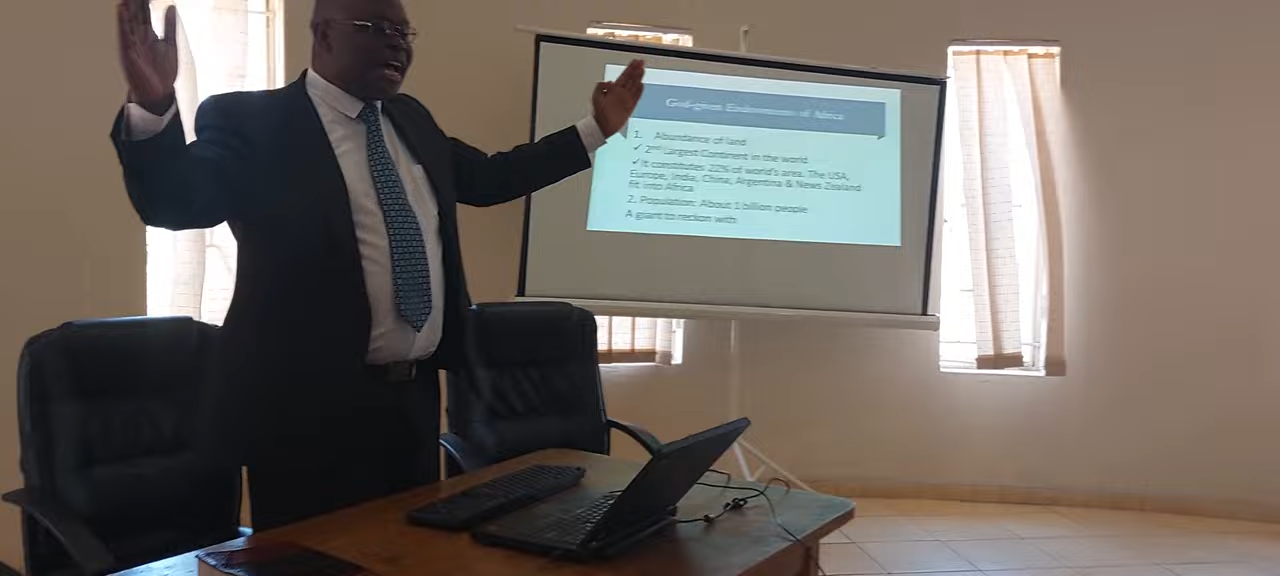 God-given Endowments of Africa
1. Abundance of land
✓ 2nd Largest Continent in the world
✓ It constitutes 22% of world's area. The USA,
Europe, India, China, Argentina & News Zealand
fit into Africa
2. Population: About 1 billion people
A giant to reckon with